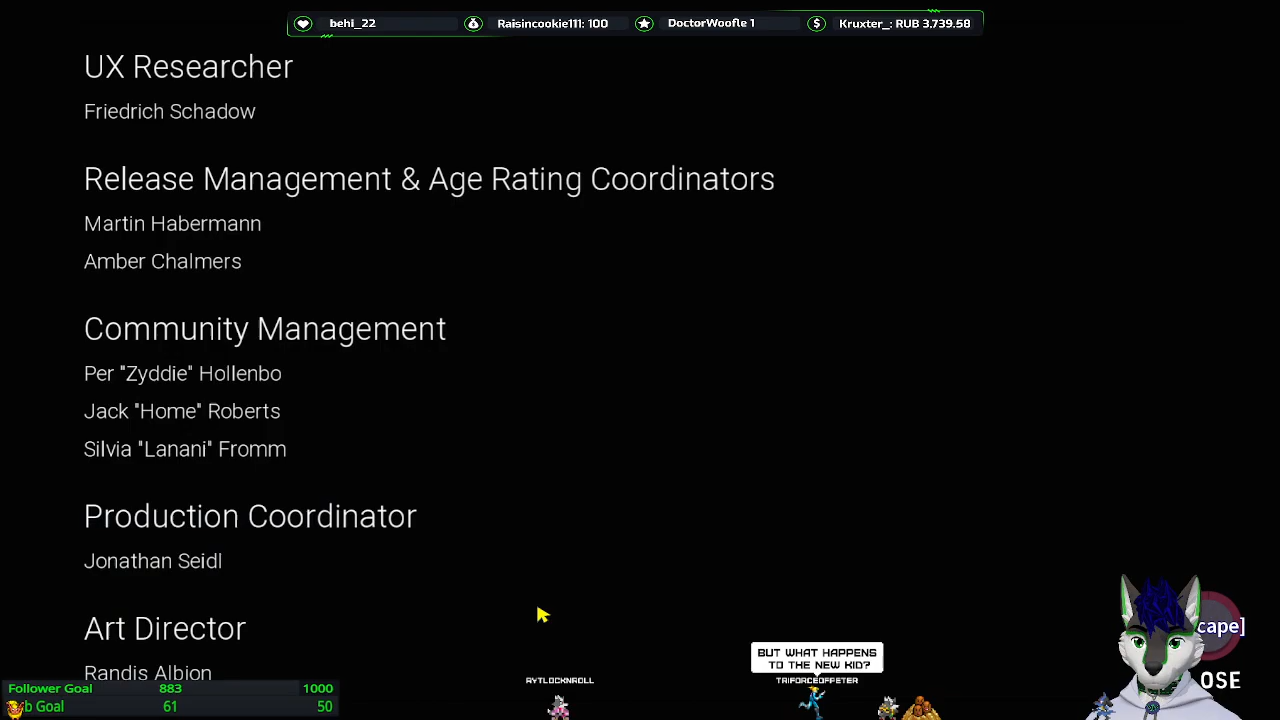 behi_22
Raisincookie111: 100
DoctorWoofle 1
$
Kruxter_: RUB 3.739.58
UX Researcher
Friedrich Schadow
Release Management & Age Rating Coordinators
Martin Habermann
Amber Chalmers
Community Management
Per "Zyddie" Hollenbo
Jack "Home" Roberts
Silvia "Lanani" Fromm
Production Coordinator
Jonathan Seidl
Art Director
Randis Albion
cape]
OSE
BUT WHAT HAPPENS
TO THE NEW KID?
RYTLOCKNROLL
TRIFORCEOFPETER
Follower Goal 883 1000
b Goal 61 50